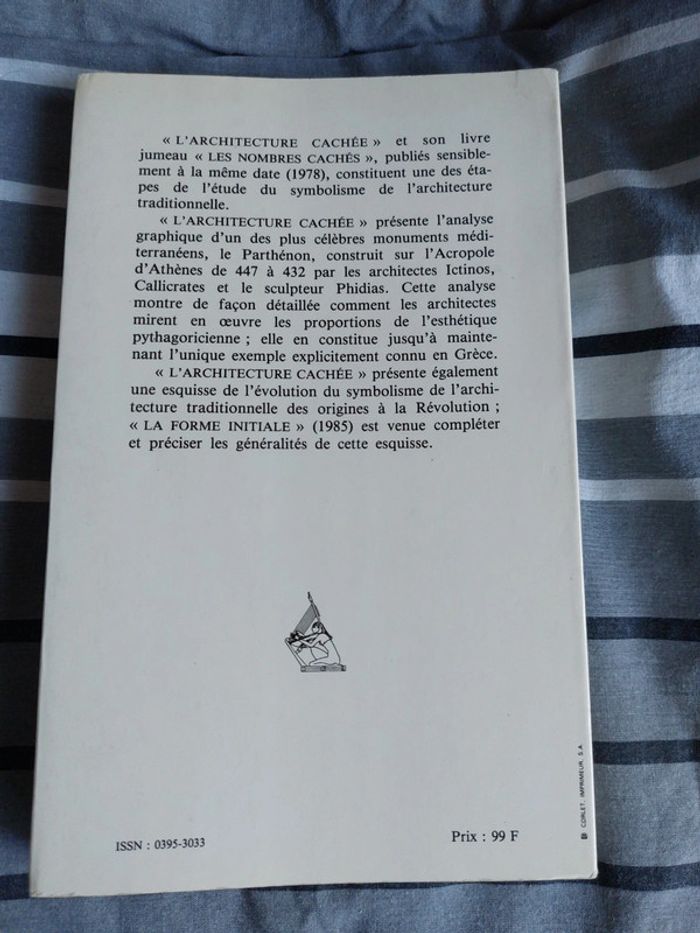 « L'ARCHITECTURE CACHÉE » et son livre
jumeau « LES NOMBRES CACHÉS », publiés sensible-
ment à la même date (1978), constituent une des éta-
pes de l'étude du symbolisme de l'architecture
traditionnelle.
« L'ARCHITECTURE CACHÉE » présente l'analyse
graphique d'un des plus célèbres monuments médi-
terranéens, le Parthénon, construit sur l'Acropole
d'Athènes de 447 à 432 par les architectes Ictinos,
Callicrates et le sculpteur Phidias. Cette analyse
montre de façon détaillée comment les architectes
mirent en œuvre les proportions de l'esthétique
pythagoricienne ; elle en constitue jusqu'à mainte-
nant l'unique exemple explicitement connu en Grèce.
« L'ARCHITECTURE CACHÉE » présente également
une esquisse de l'évolution du symbolisme de l'archi-
tecture traditionnelle des origines à la Révolution ;
« LA FORME INITIALE » (1985) est venue compléter
et préciser les généralités de cette esquisse.
ISSN : 0395-3033
Prix : 99 F
CORLET, IMPRIMEUR, S.A.